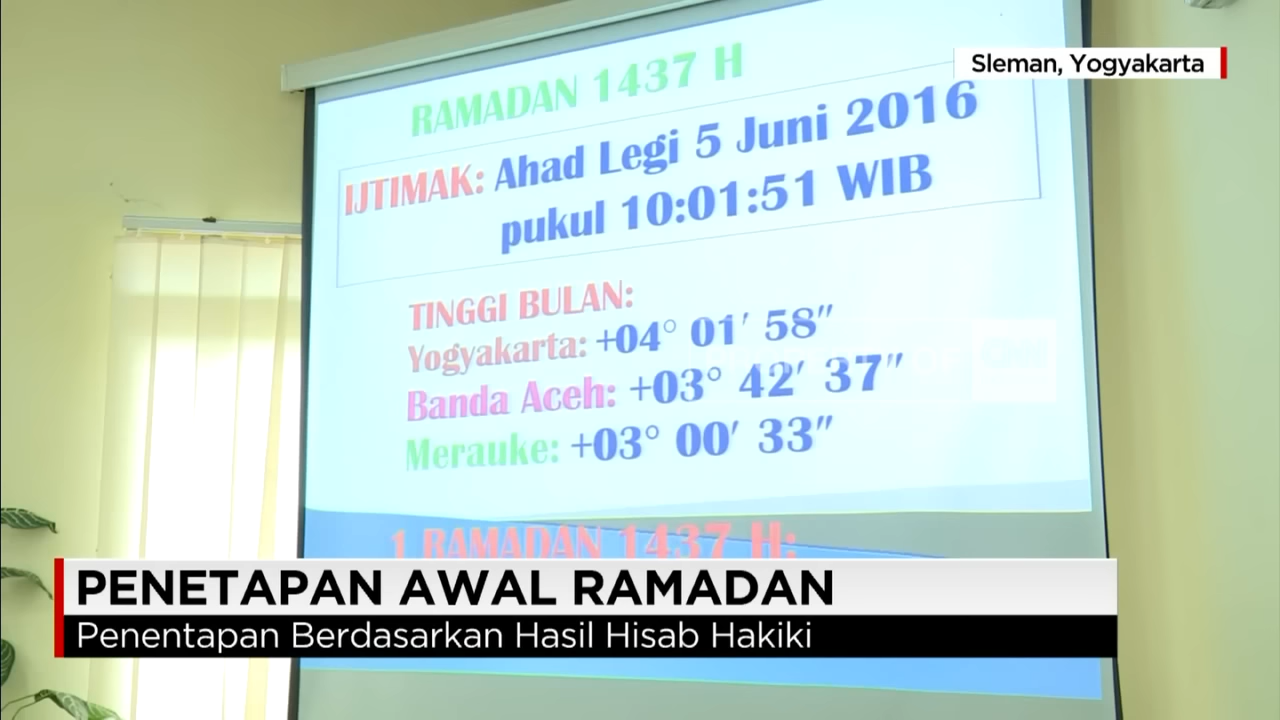 Sleman, Yogyakarta
RAMADAN 1437 H
IJTIMAK: Ahad Legi 5 Juni 2016
pukul 10:01:51 WIB
TINGGI BULAN:
Yogyakarta: +04° 01′ 58″
Banda Aceh: +03° 42′ 37″
Merauke: +03° 00′ 33″
1 RAMADAN 1437 H:
PENETAPAN AWAL RAMADAN
Penentapan Berdasarkan Hasil Hisab Hakiki